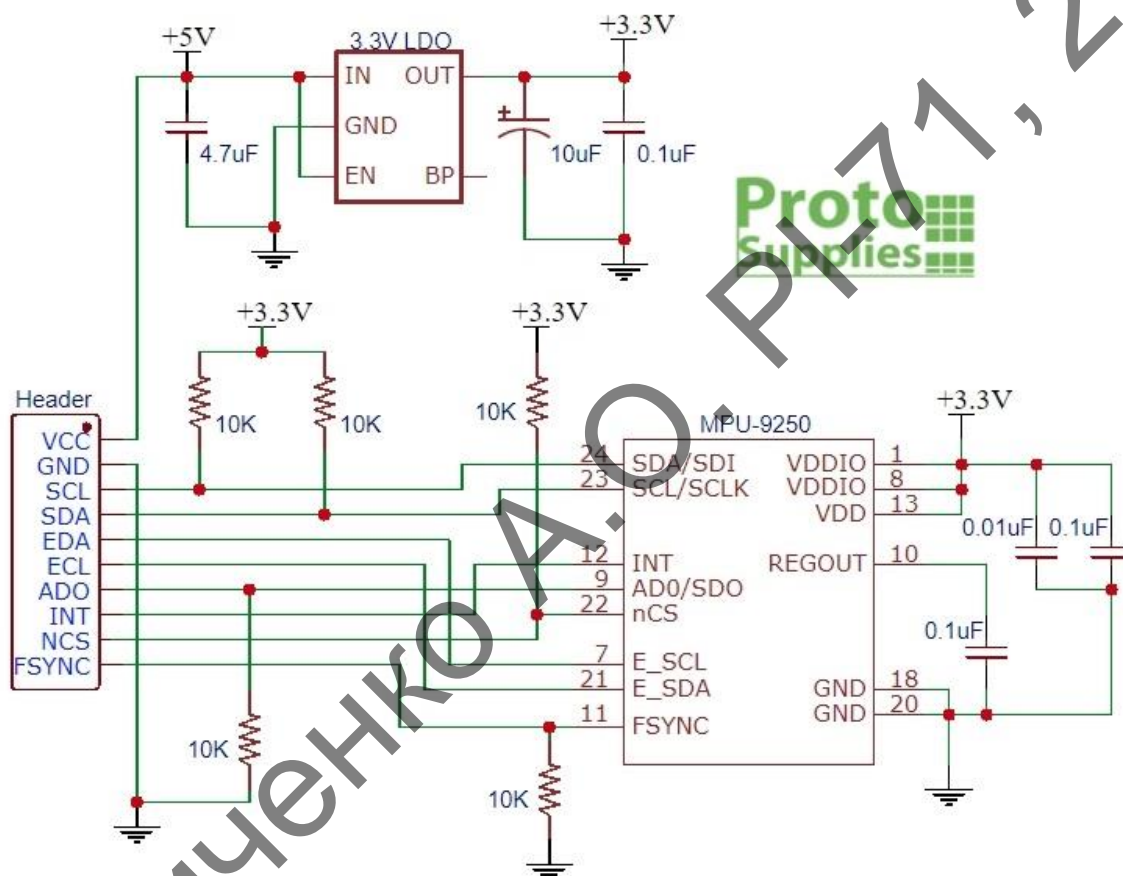 +5V
3.3V LDO
+3.3V
IN
OUT
GND
EN
BP
4.7uF
10uF
0.1uF
Proto
Supplies
+3.3V
+3.3V
10K
10K
10K
Header
VCC
GND
SCL
SDA
EDA
ECL
ADO
INT
NCS
FSYNC
10K
10K
MPU-9250
24 SDA/SDI
23 SCL/SCLK
12 INT
9 AD0/SDO
22 nCS
7 E_SCL
21 E_SDA
11 FSYNC
VDDIO 1
VDDIO 8
VDD 13
REGOUT 10
GND 18
GND 20
+3.3V
0.01uF
0.1uF
0.1uF
ченко А.О. РІ-71, 2